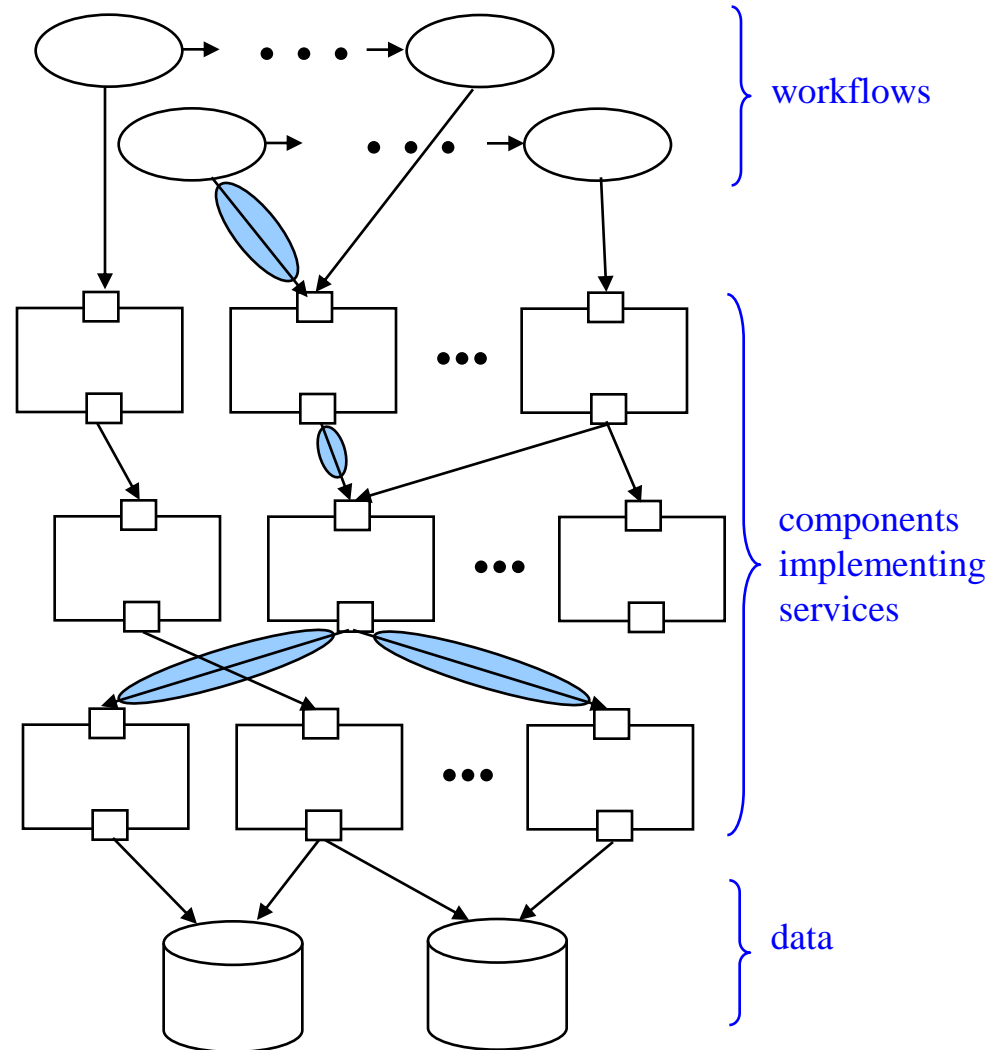 workflows
components
implementing
services
data